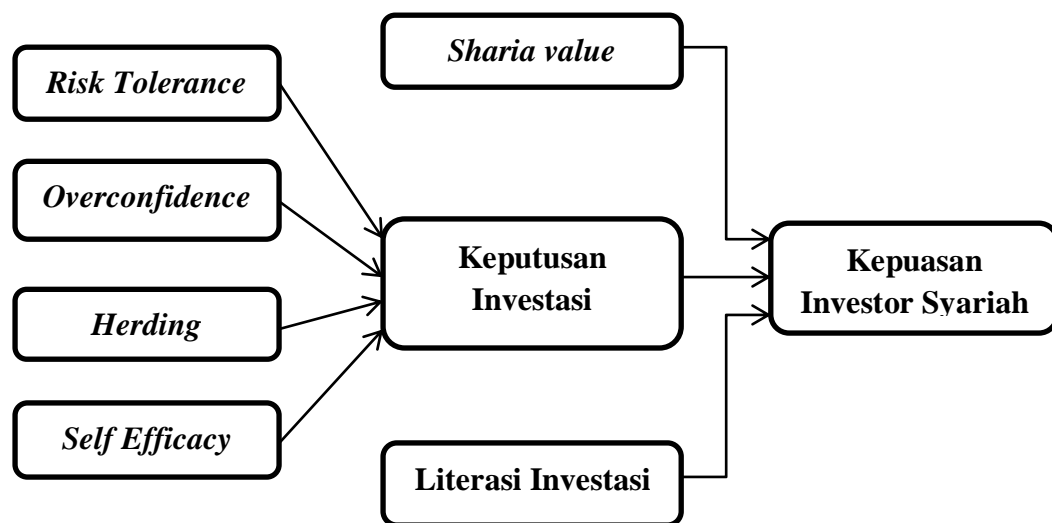 Risk Tolerance
Overconfidence
Herding
Self Efficacy
Sharia value
Keputusan
Investasi
Literasi Investasi
Kepuasan
Investor Syariah